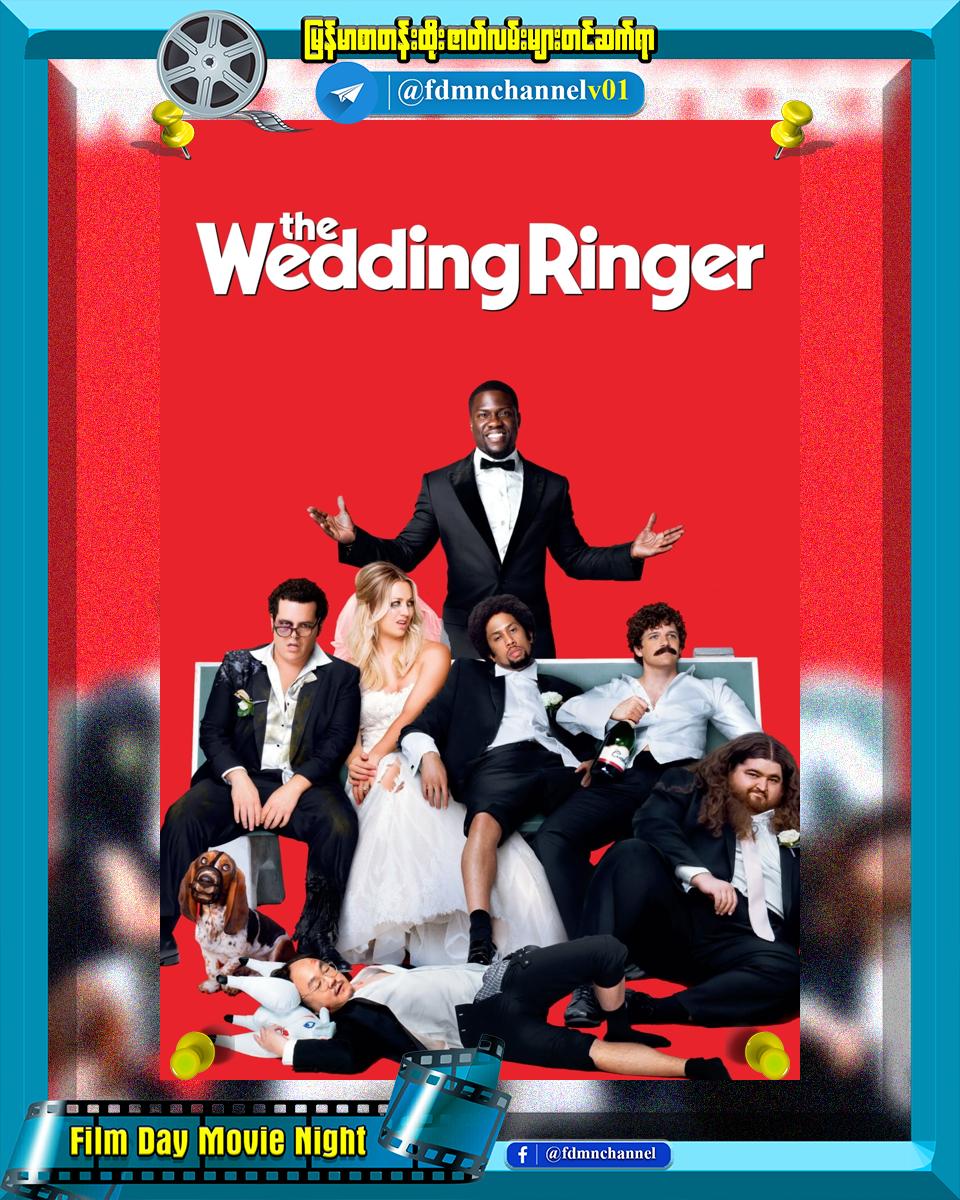 မြန်မာစာတန်းထိုးဇာတ်လမ်းများတင်ဆက်ရာ
@fdmnchannelv01
the
Wedding Ringer
Film Day Movie Night
@fdmnchannel